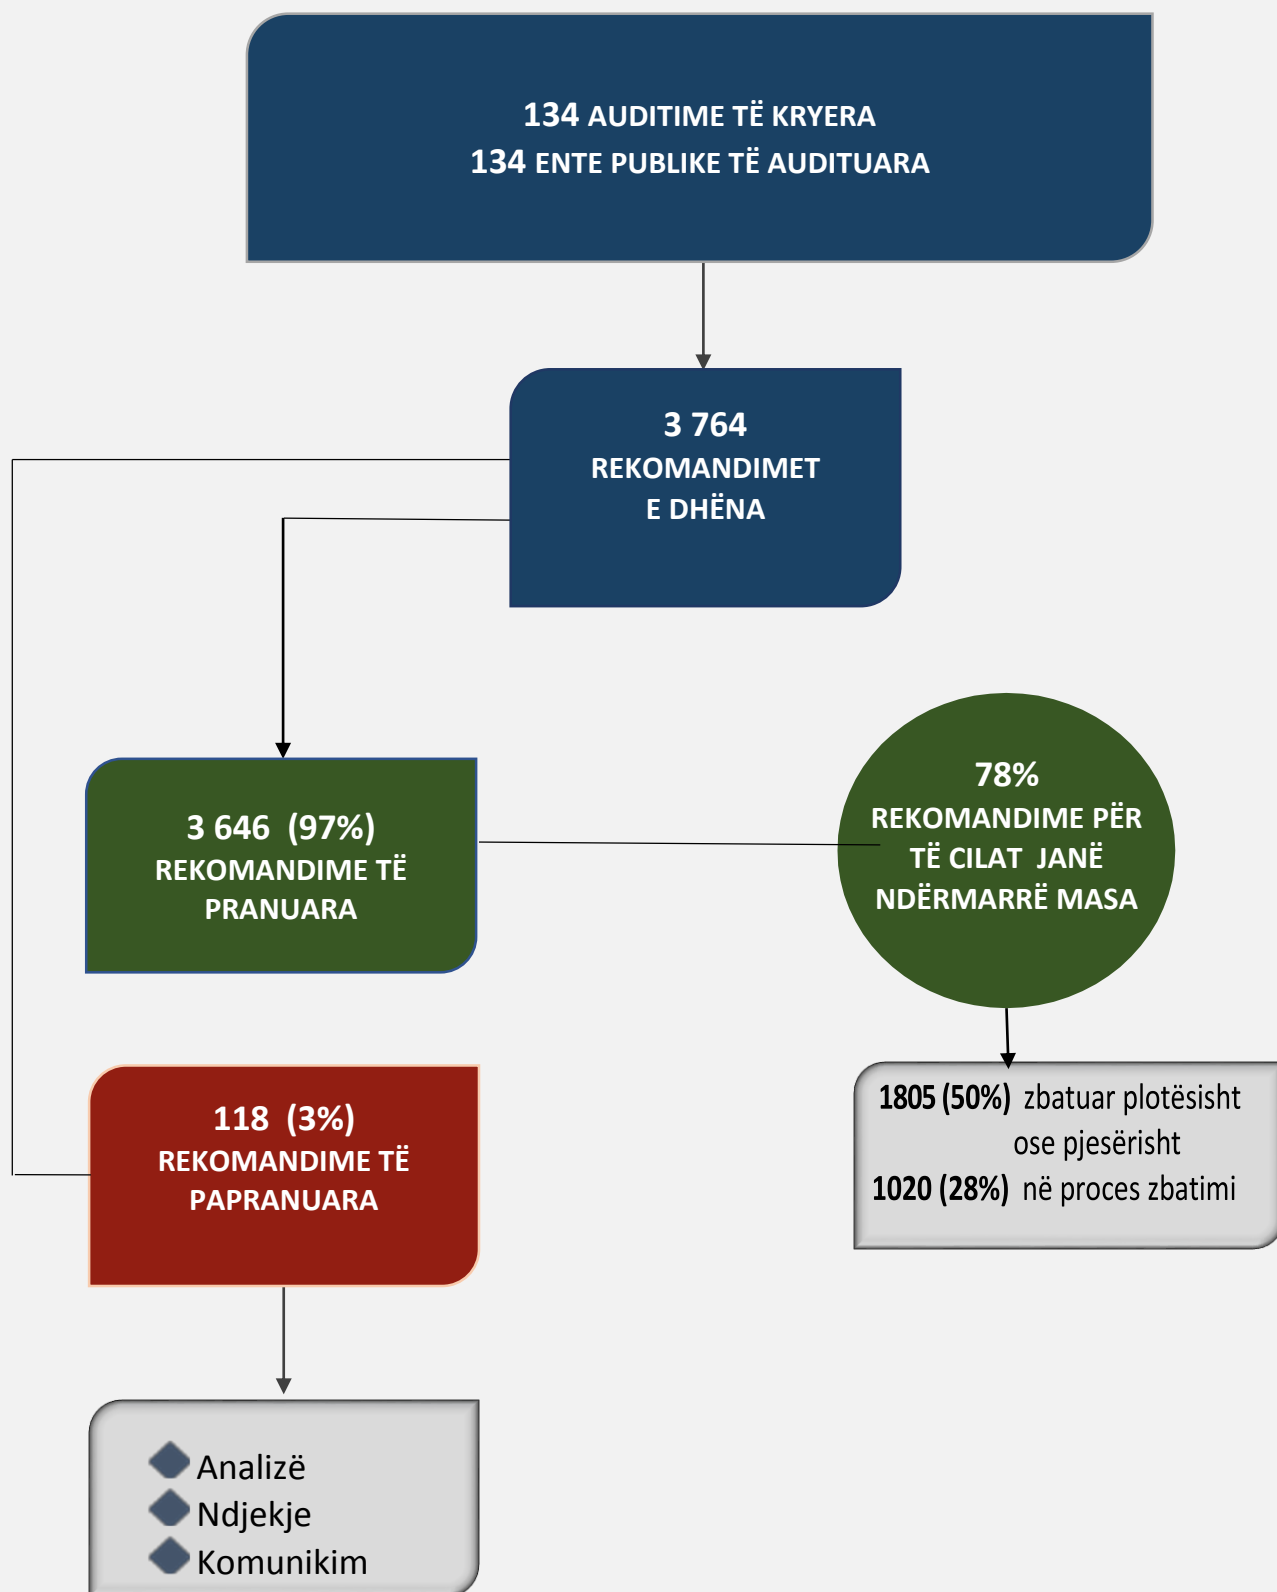 134 AUDITIME TË KRYERA
134 ENTE PUBLIKE TË AUDITUARA
3 764
REKOMANDIMET
E DHËNA
3 646 (97%)
REKOMANDIME TË
PRANUARA
78%
REKOMANDIME PËR
TË CILAT JANË
NDËRMARRË MASA
118 (3%)
REKOMANDIME TË
PAPRANUARA
1805 (50%) zbatuar plotësisht
ose pjesërisht
1020 (28%) në proces zbatimi
Analizë
Ndjekje
Komunikim